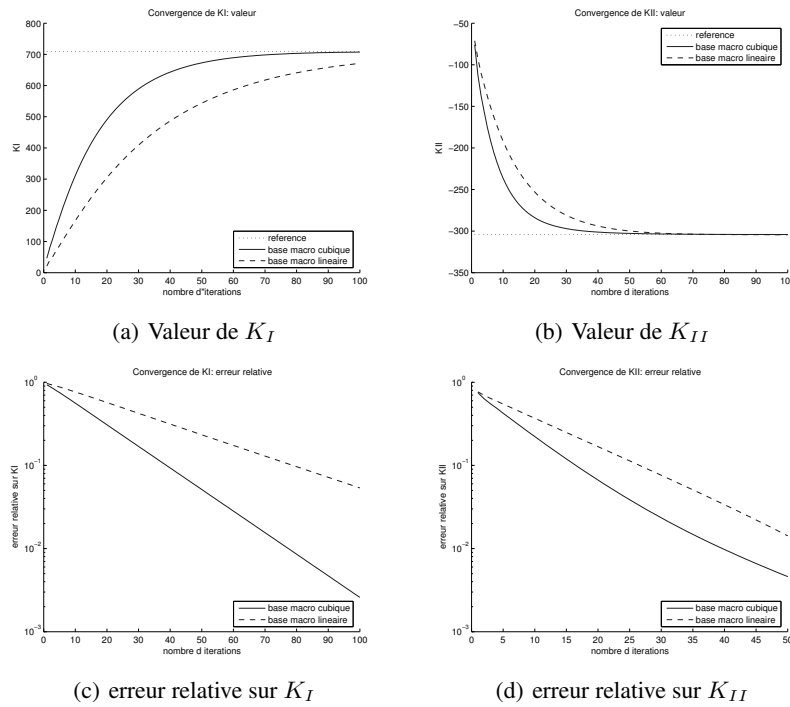 Convergence de KI: valeur
800
700
600
500
400
300
200
100
0
KI
reference
base macro cubique
base macro lineaire
0 10 20 30 40 50 60 70 80 90 100
nombre d"iterations
(a) Valeur de K_I
Convergence de KII: valeur
−50
−100
−150
−200
−250
−300
−350
KII
reference
base macro cubique
base macro lineaire
0 10 20 30 40 50 60 70 80 90 100
nombre d iterations
(b) Valeur de K_{II}
Convergence de KI: erreur relative
10^0
10^{−1}
10^{−2}
10^{−3}
erreur relative sur KI
base macro cubique
base macro lineaire
0 10 20 30 40 50 60 70 80 90 100
nombre d iterations
(c) erreur relative sur K_I
Convergence de KII: erreur relative
10^0
10^{−1}
10^{−2}
10^{−3}
erreur relative sur KII
base macro cubique
base macro lineaire
5 10 15 20 25 30 35 40 45 50
nombre d iterations
(d) erreur relative sur K_{II}